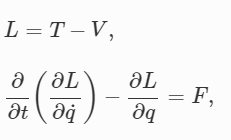 L = T − V,
∂/∂t (∂L/∂q̇) − ∂L/∂q = F,